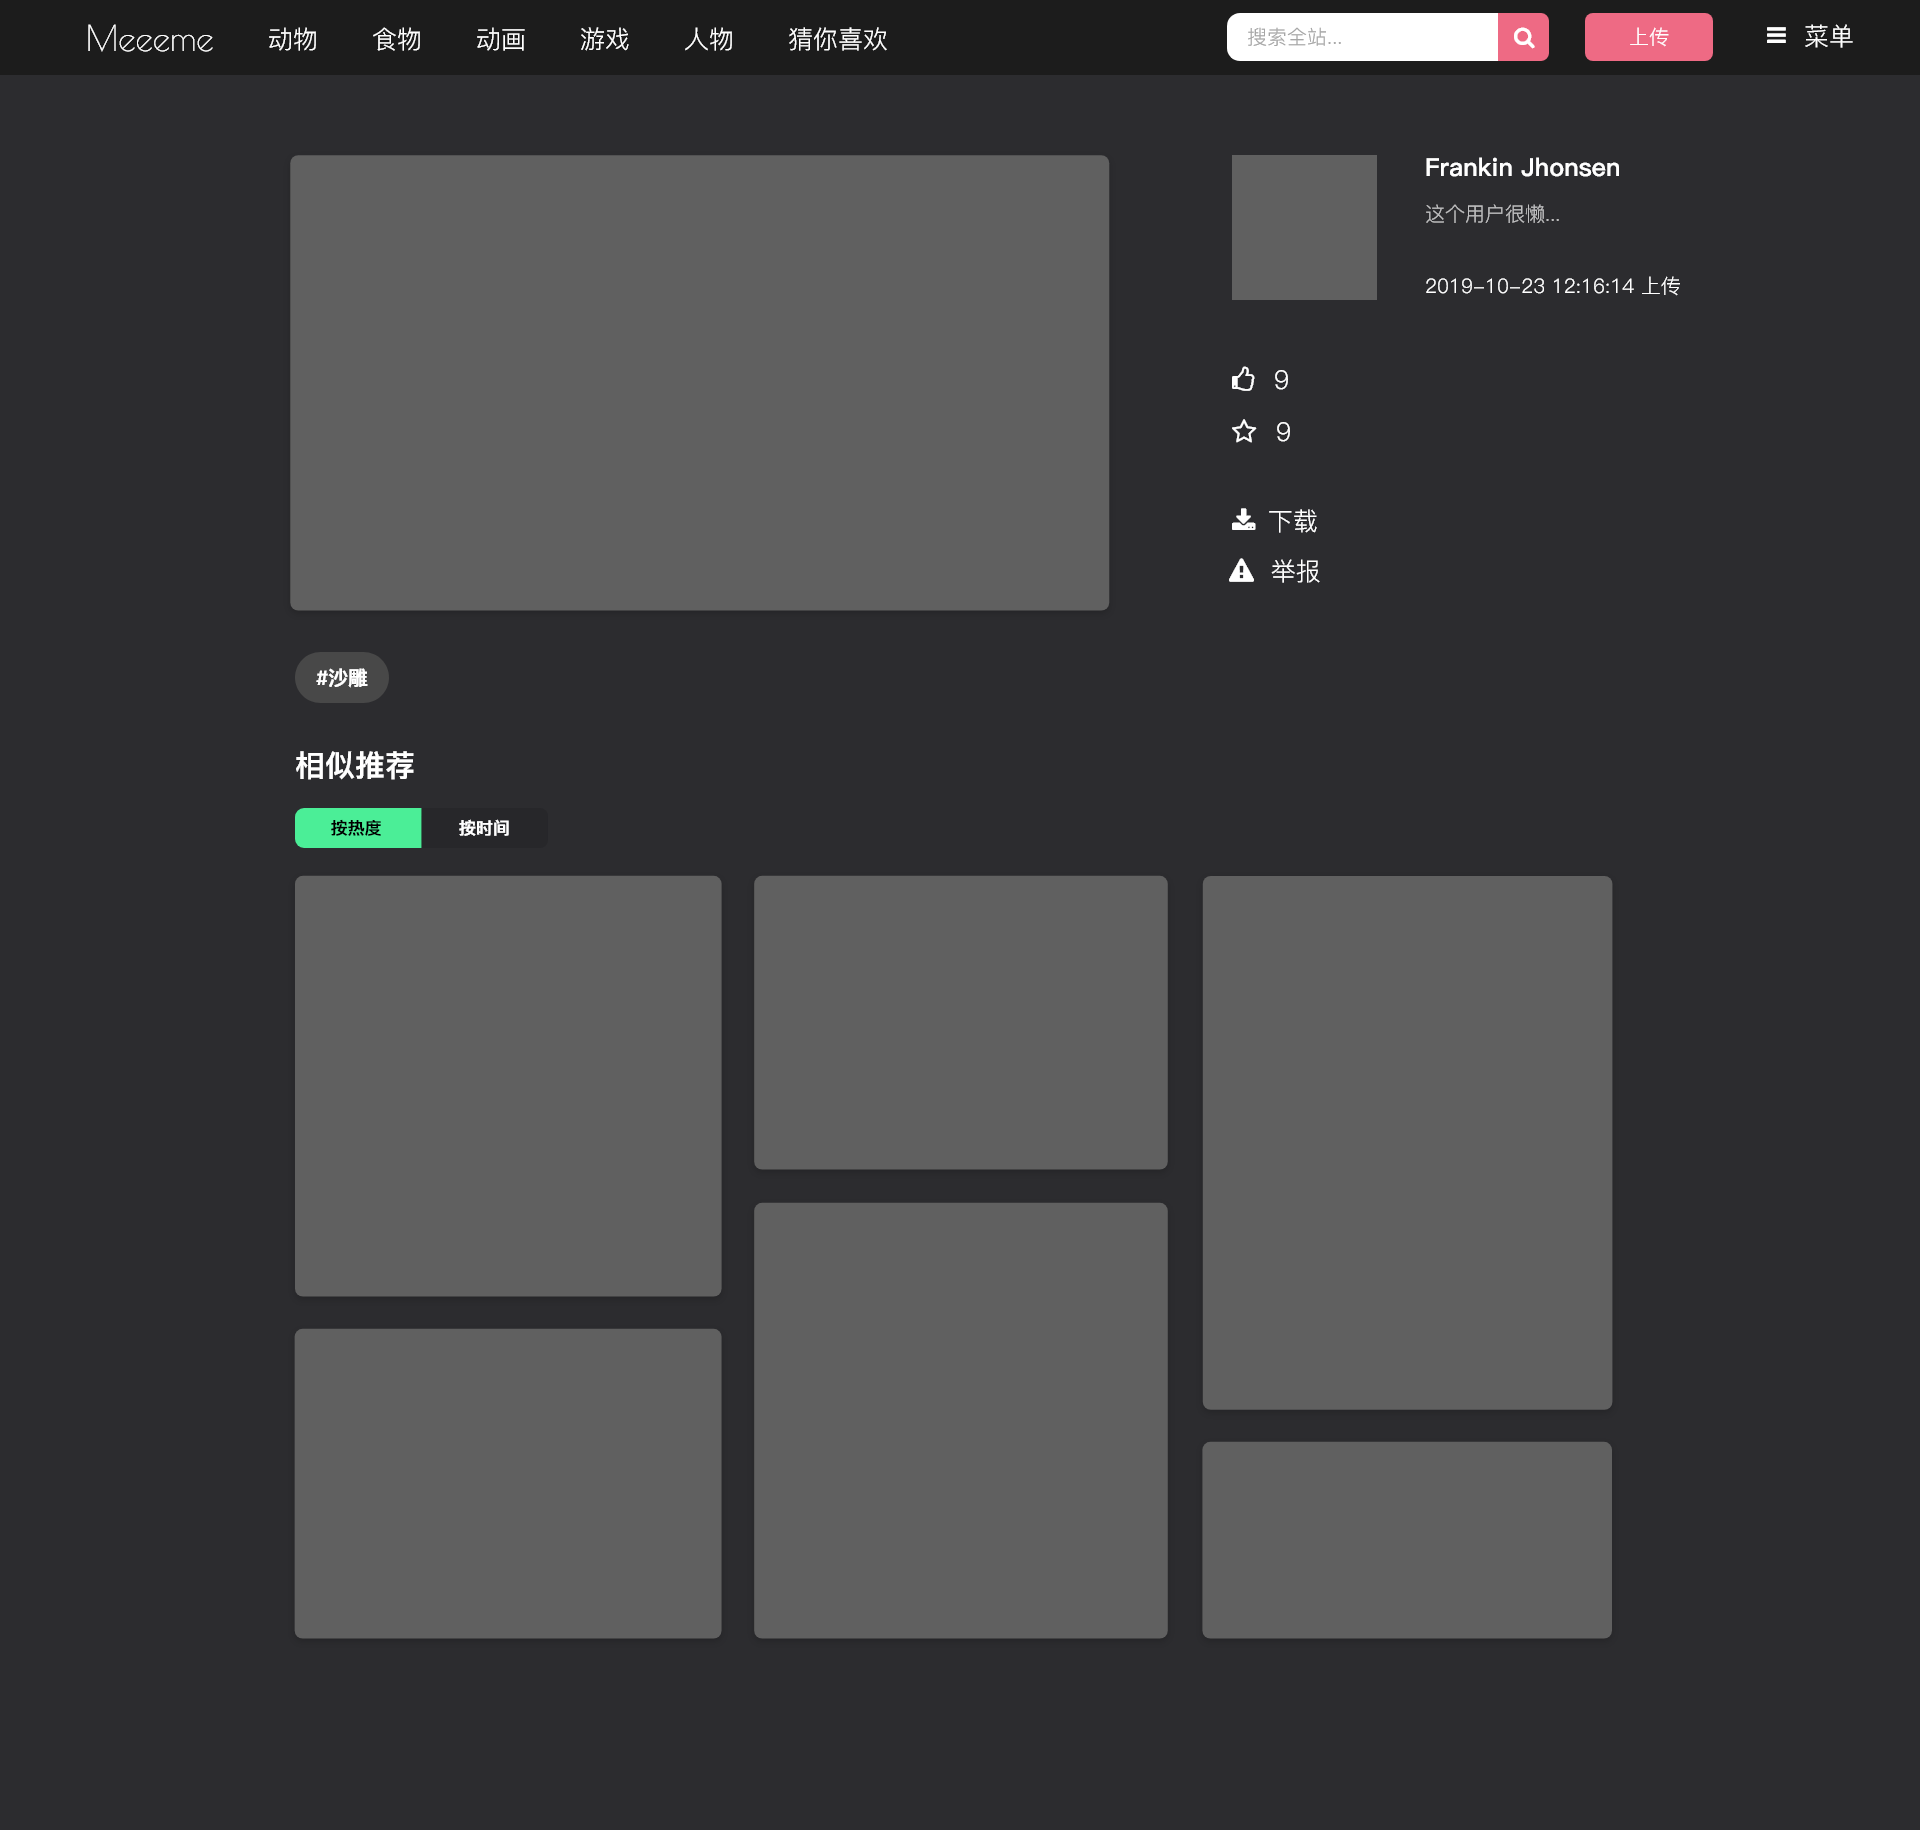 Meeeme 动物 食物 动画 游戏 人物 猜你喜欢 搜索全站... 上传 菜单
Frankin Jhonsen
这个用户很懒...
2019-10-23 12:16:14 上传
9
9
下载
举报
#沙雕
相似推荐
按热度 按时间